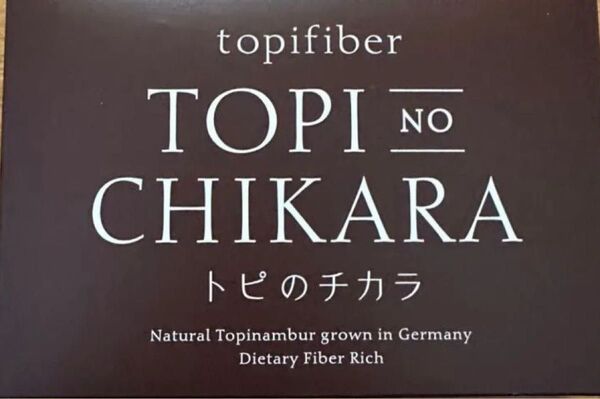 topifiber
TOPI NO
CHIKARA
トピのチカラ
Natural Topinambur grown in Germany
Dietary Fiber Rich